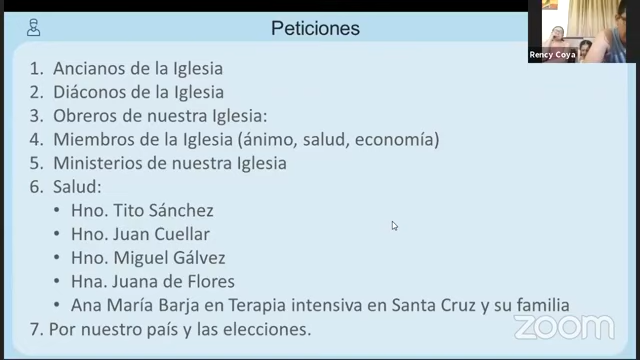 Peticiones
Rency Coya
1. Ancianos de la Iglesia
2. Diáconos de la Iglesia
3. Obreros de nuestra Iglesia:
4. Miembros de la Iglesia (ánimo, salud, economía)
5. Ministerios de nuestra Iglesia
6. Salud:
• Hno. Tito Sánchez
• Hno. Juan Cuellar
• Hno. Miguel Gálvez
• Hna. Juana de Flores
• Ana María Barja en Terapia intensiva en Santa Cruz y su familia
7. Por nuestro país y las elecciones.
zoom